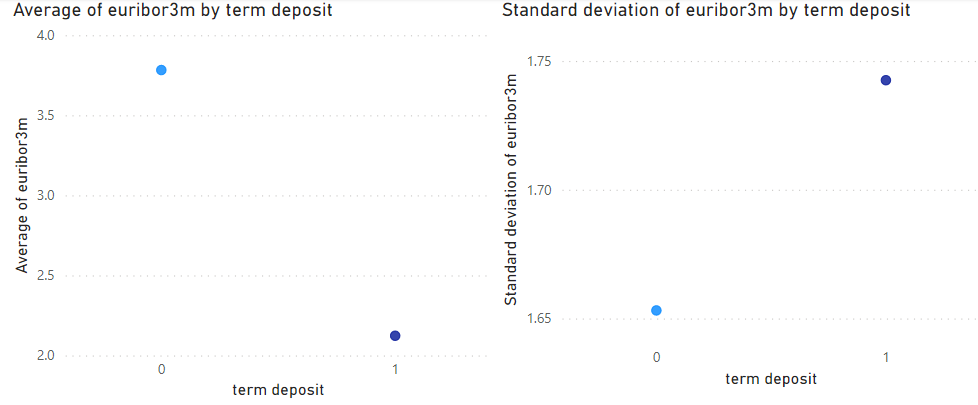 Average of euribor3m by term deposit
4.0
3.5
3.0
2.5
2.0
Average of euribor3m
0
1
term deposit
Standard deviation of euribor3m by term deposit
1.75
1.70
1.65
Standard deviation of euribor3m
0
1
term deposit